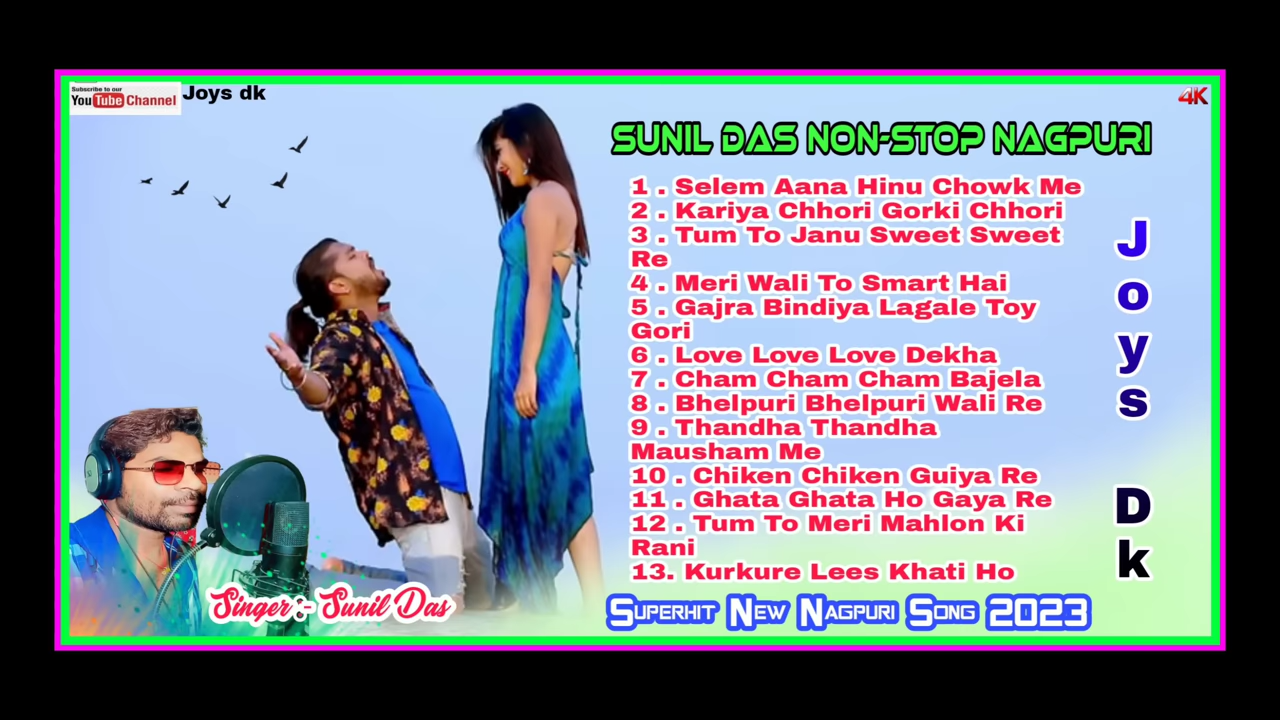 Subscribe to our
YouTube Channel
Joys dk
4K
SUNIL DAS NON-STOP NAGPURI
1 . Selem Aana Hinu Chowk Me
2 . Kariya Chhori Gorki Chhori
3 . Tum To Janu Sweet Sweet
Re
4 . Meri Wali To Smart Hai
5 . Gajra Bindiya Lagale Toy
Gori
6 . Love Love Love Dekha
7 . Cham Cham Cham Bajela
8 . Bhelpuri Bhelpuri Wali Re
9 . Thandha Thandha
Mausham Me
10 . Chiken Chiken Guiya Re
11 . Ghata Ghata Ho Gaya Re
12 . Tum To Meri Mahlon Ki
Rani
13. Kurkure Lees Khati Ho
Joys Dk
Singer :- Sunil Das
Superhit New Nagpuri Song 2023